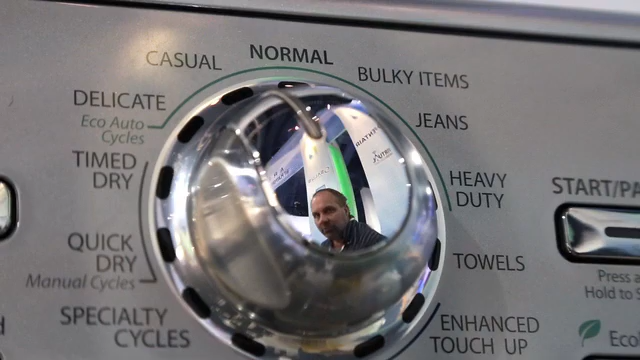 CASUAL
NORMAL
BULKY ITEMS
DELICATE
Eco Auto
Cycles
JEANS
TIMED
DRY
HEAVY
DUTY
START/PA
QUICK
DRY
Manual Cycles
TOWELS
Press a
Hold to S
SPECIALTY
CYCLES
ENHANCED
TOUCH UP
Eco